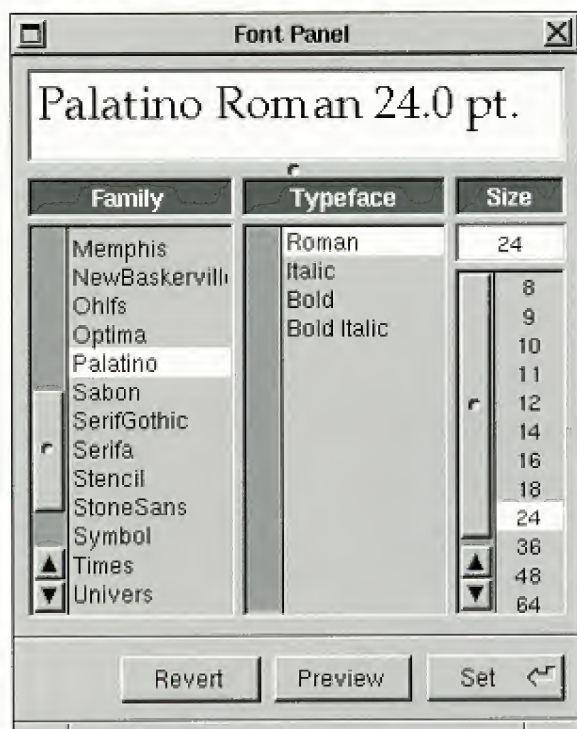 Font Panel
Palatino Roman 24.0 pt.
Family
Memphis
NewBaskervill
Ohlfs
Optima
Palatino
Sabon
SerifGothic
Serifa
Stencil
StoneSans
Symbol
Times
Univers
Typeface
Roman
Italic
Bold
Bold Italic
Size
24
8
9
10
11
12
14
16
18
24
36
48
64
Revert
Preview
Set